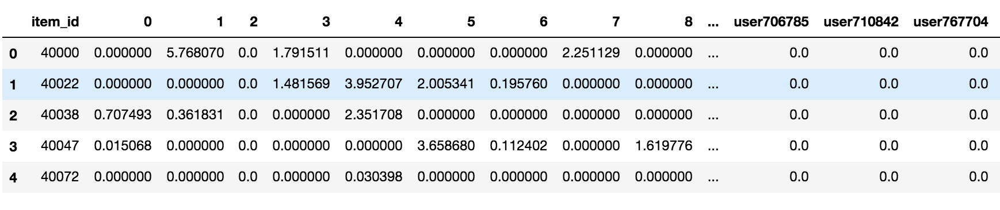 item_id 0 1 2 3 4 5 6 7 8 ... user706785 user710842 user767704
0 40000 0.000000 5.768070 0.0 1.791511 0.000000 0.000000 0.000000 2.251129 0.000000 ... 0.0 0.0 0.0
1 40022 0.000000 0.000000 0.0 1.481569 3.952707 2.005341 0.195760 0.000000 0.000000 ... 0.0 0.0 0.0
2 40038 0.707493 0.361831 0.0 0.000000 2.351708 0.000000 0.000000 0.000000 0.000000 ... 0.0 0.0 0.0
3 40047 0.015068 0.000000 0.0 0.000000 0.000000 3.658680 0.112402 0.000000 1.619776 ... 0.0 0.0 0.0
4 40072 0.000000 0.000000 0.0 0.000000 0.030398 0.000000 0.000000 0.000000 0.000000 ... 0.0 0.0 0.0